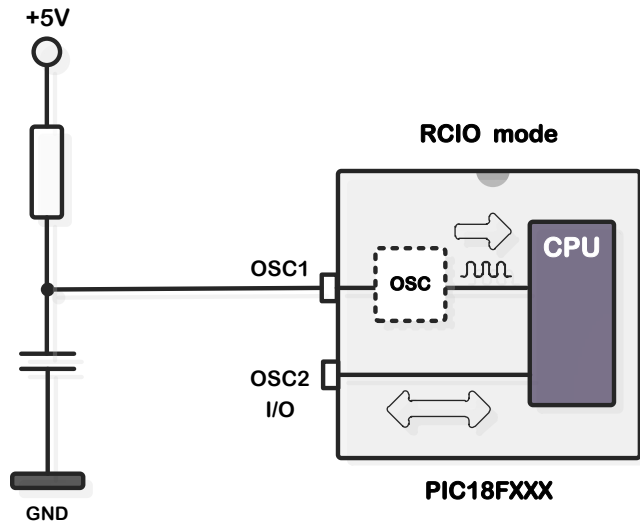 +5V
RCIO mode
CPU
OSC1
OSC
OSC2
I/O
PIC18FXXX
GND